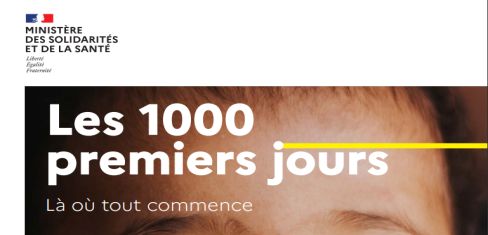 MINISTÈRE
DES SOLIDARITÉS
ET DE LA SANTÉ
Liberté
Égalité
Fraternité
Les 1000
premiers jours
Là où tout commence